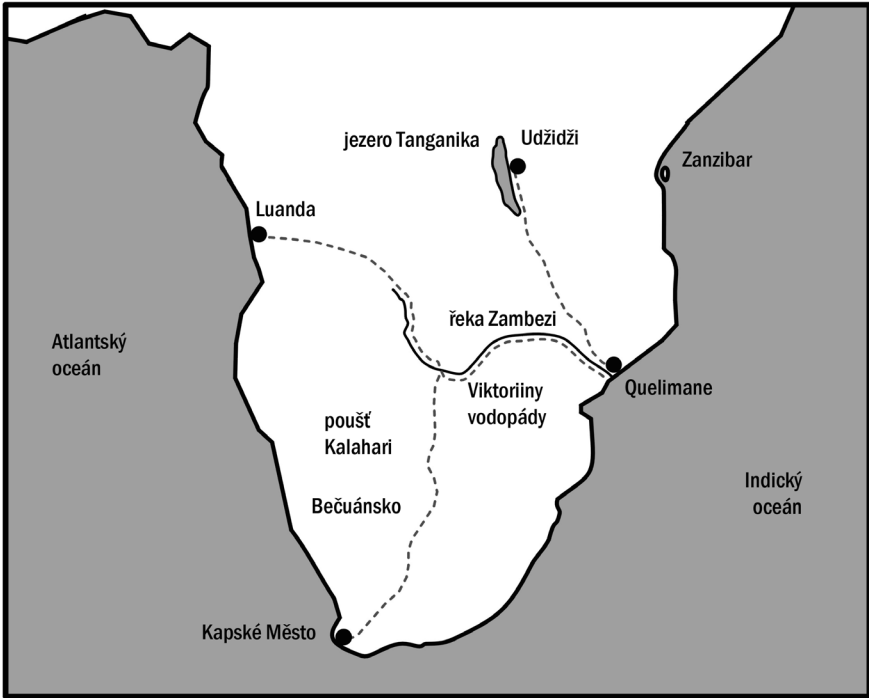 jezero Tanganika
Udžidži
Zanzibar
Luanda
řeka Zambezi
Atlantský
oceán
Quelimane
Viktoriiny
vodopády
poušť
Kalahari
Indický
oceán
Bečuánsko
Kapské Město